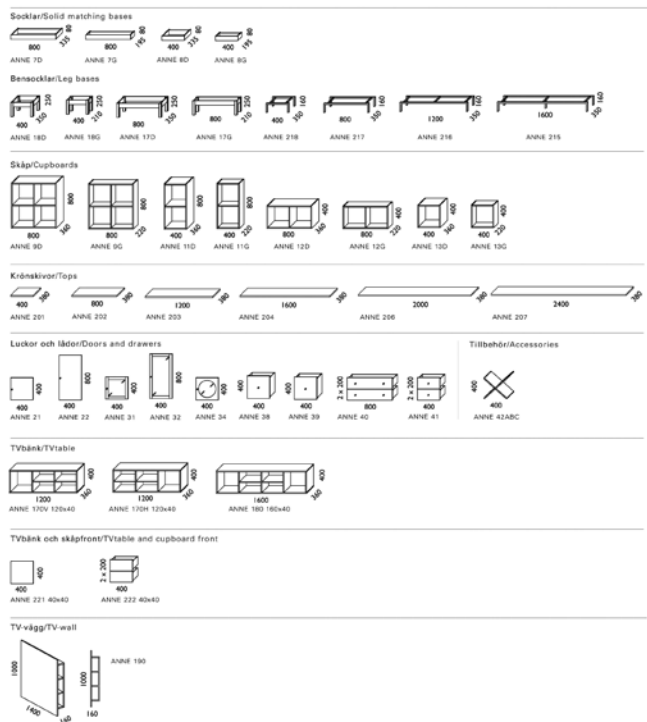 Socklar/Solid matching bases
800 335 80 800 195 80 400 335 80 400 195 80
ANNE 7D ANNE 7G ANNE 8D ANNE 8G
Bensocklar/Leg bases
400 350 250 400 210 250 800 350 250 800 210 250 400 350 160 800 350 160 1200 350 160 1600 350 160
ANNE 18D ANNE 18G ANNE 17D ANNE 17G ANNE 218 ANNE 217 ANNE 216 ANNE 215
Skåp/Cupboards
800 360 800 800 220 800 400 360 800 400 220 800 800 360 400 800 220 400 400 360 400 400 220 400
ANNE 9D ANNE 9G ANNE 11D ANNE 11G ANNE 12D ANNE 12G ANNE 13D ANNE 13G
Krönskivor/Tops
400 380 800 380 1200 380 1600 380 2000 380 2400 380
ANNE 201 ANNE 202 ANNE 203 ANNE 204 ANNE 206 ANNE 207
Luckor och lådor/Doors and drawers
400 400 400 800 400 400 400 800 400 400 400 400 400 400 2 x 200 800 2 x 200 400
ANNE 21 ANNE 22 ANNE 31 ANNE 32 ANNE 34 ANNE 38 ANNE 39 ANNE 40 ANNE 41
Tillbehör/Accessories
400 400
ANNE 42ABC
TVbänk/TVtable
1200 360 400 1200 360 400 1600 360 400
ANNE 170V 120x40 ANNE 170H 120x40 ANNE 180 160x40
TVbänk och skåpfront/TVtable and cupboard front
400 400 2 x 200 400
ANNE 221 40x40 ANNE 222 40x40
TV-vägg/TV-wall
1000 1400 160 1000 160
ANNE 190